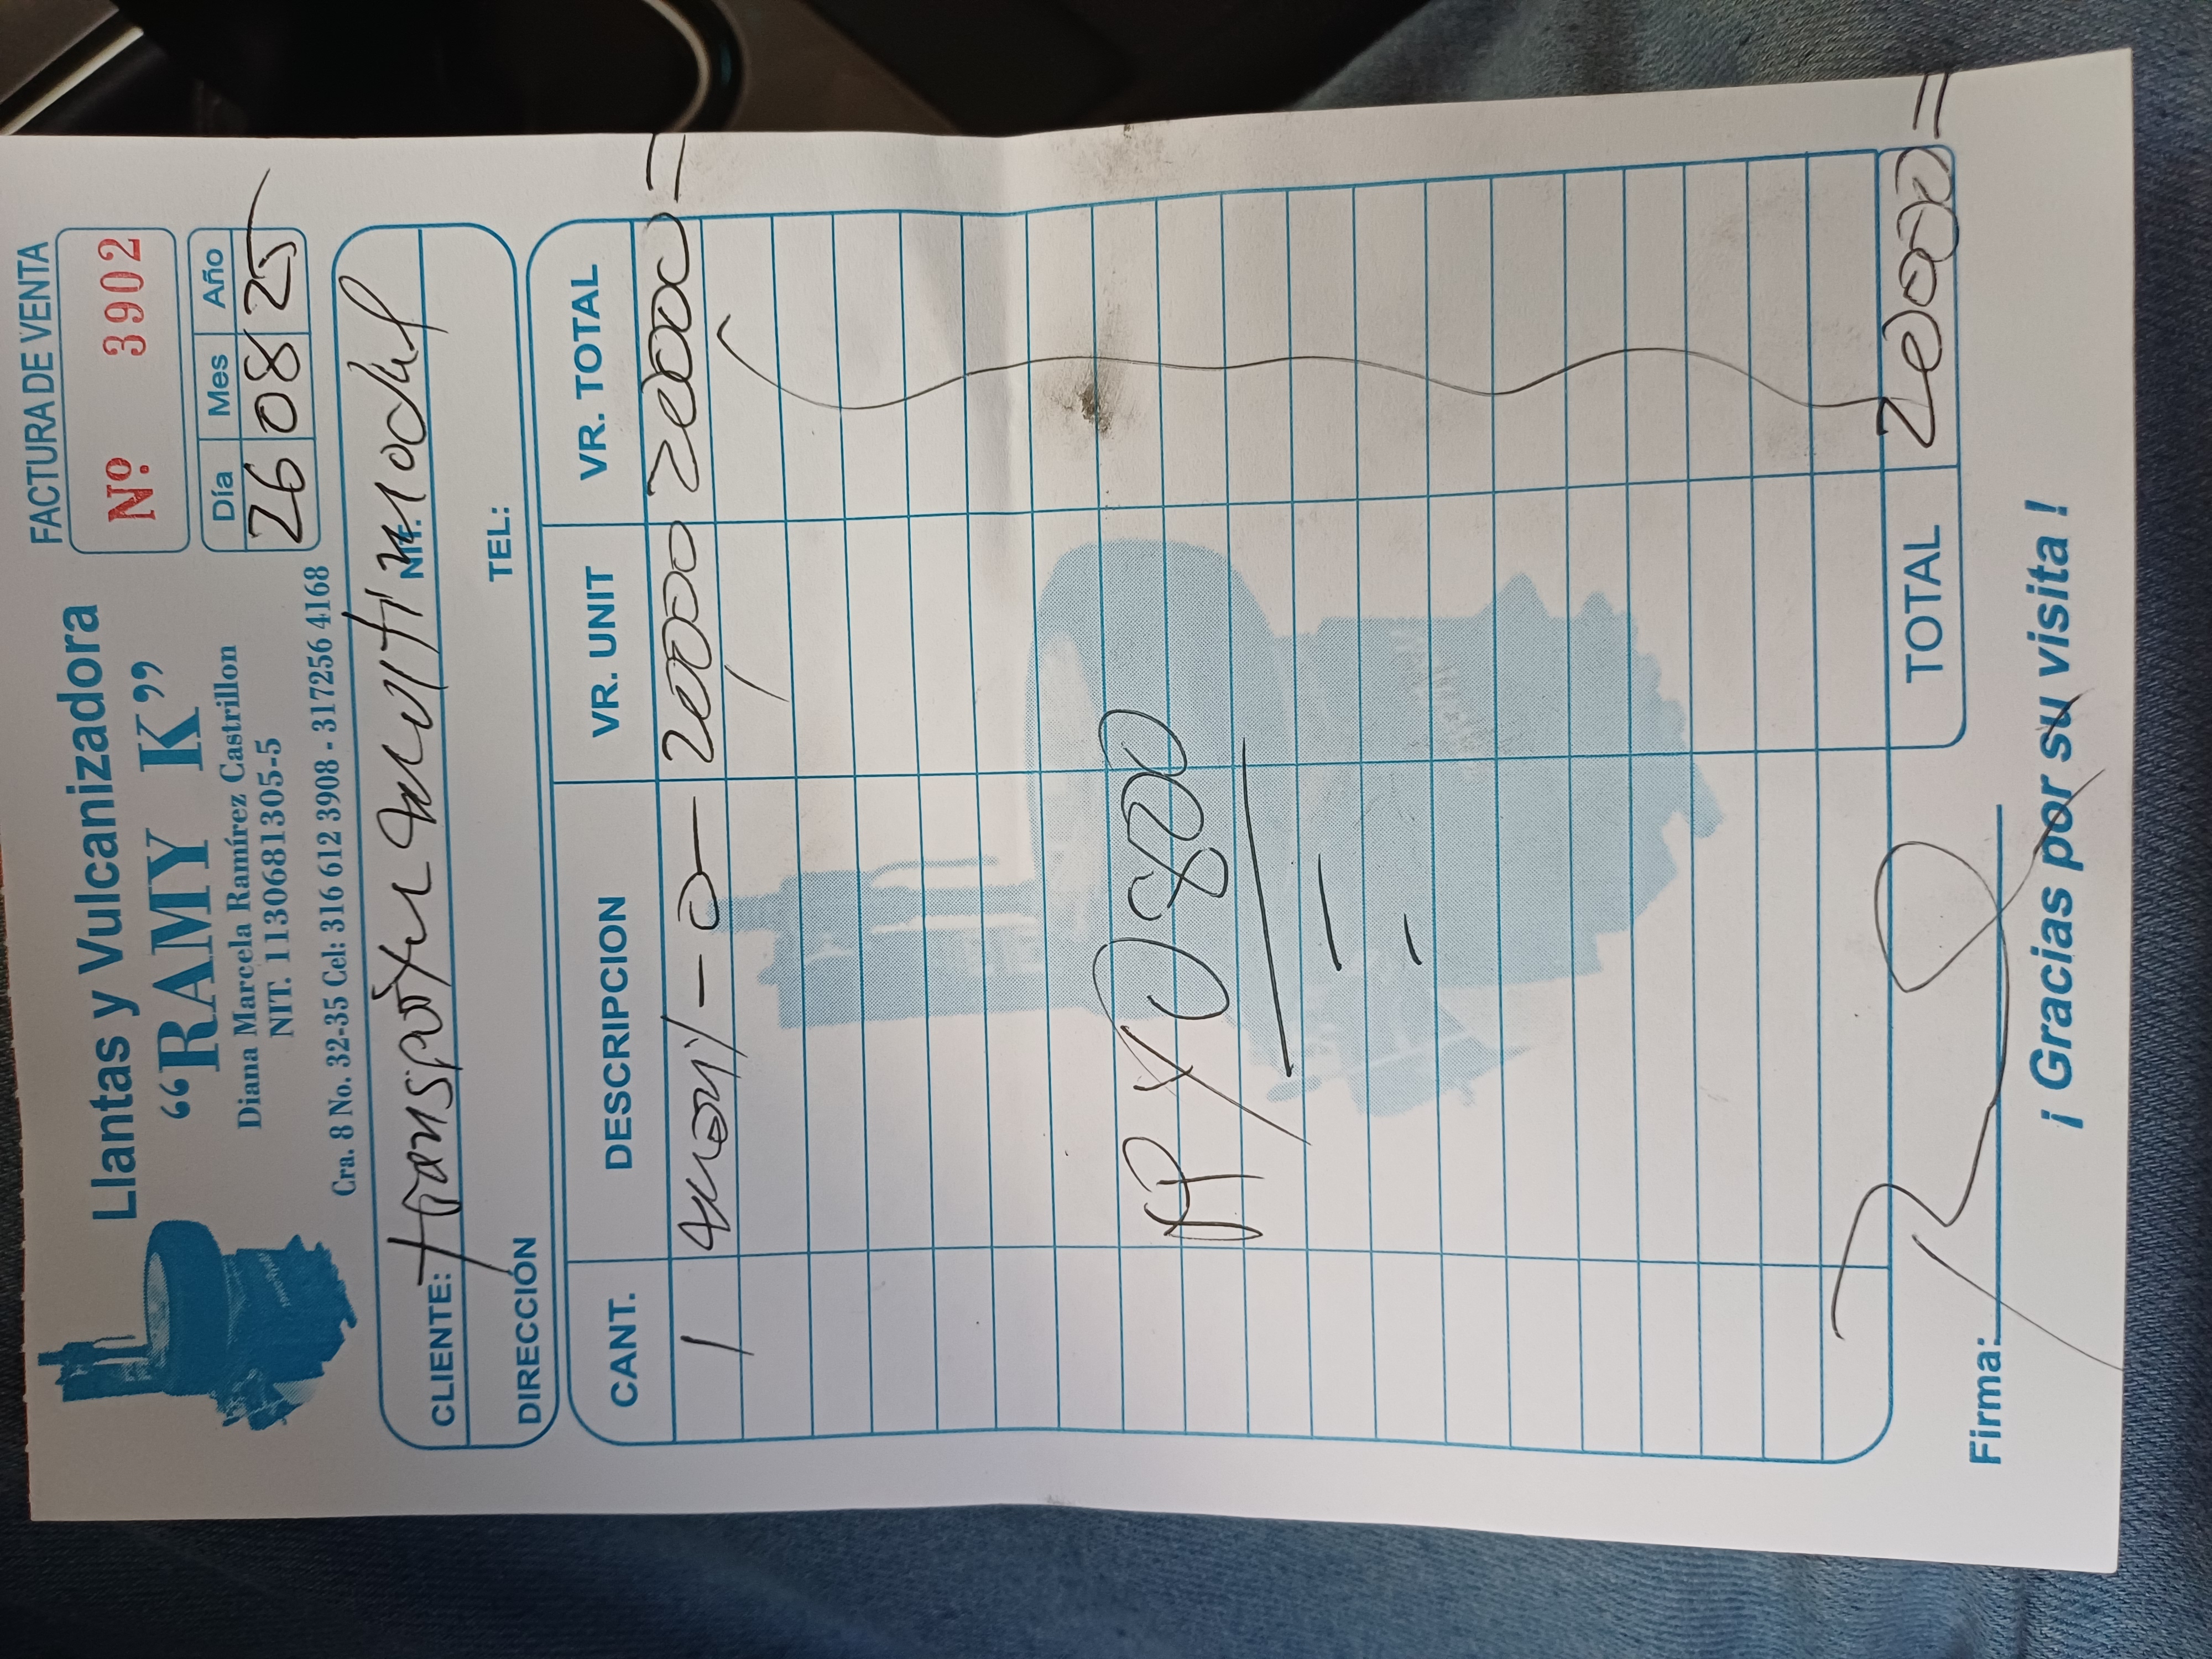 FACTURA DE VENTA
Llantas y Vulcanizadora
“RAMY K”
Nº. 3902
Diana Marcela Ramírez Castrillon
NIT. 1130681305-5
Día Mes Año
26 08 25
Cra. 8 No. 32-35 Cel: 316 612 3908 - 317256 4168
CLIENTE: transporte multimodal
NIT:
DIRECCIÓN TEL:
CANT. DESCRIPCION VR. UNIT VR. TOTAL
1 20000 20000=
TOTAL 20000=
Firma:
¡ Gracias por su visita !